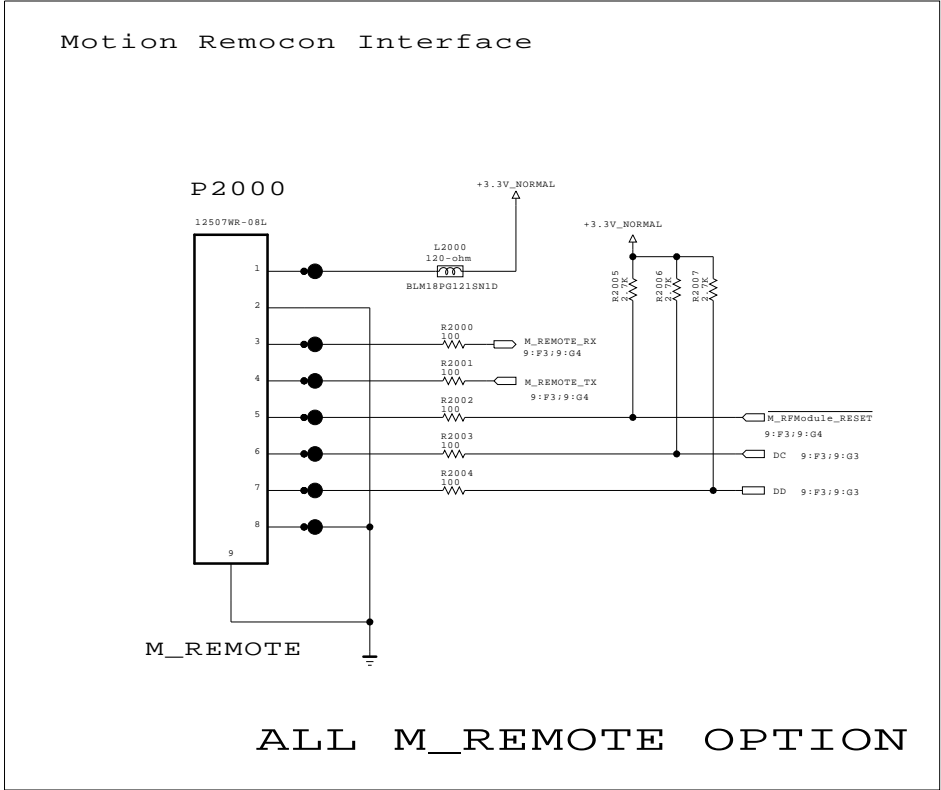 Motion Remocon Interface
P2000
12507WR-08L
+3.3V_NORMAL
+3.3V_NORMAL
L2000
120-ohm
BLM18PG121SN1D
R2005
2.7K
R2006
2.7K
R2007
2.7K
1
2
3
R2000
100
M_REMOTE_RX
9:F3;9:G4
4
R2001
100
M_REMOTE_TX
9:F3;9:G4
5
R2002
100
M_RFModule_RESET
9:F3;9:G4
6
R2003
100
DC 9:F3;9:G3
7
R2004
100
DD 9:F3;9:G3
8
9
M_REMOTE
ALL M_REMOTE OPTION